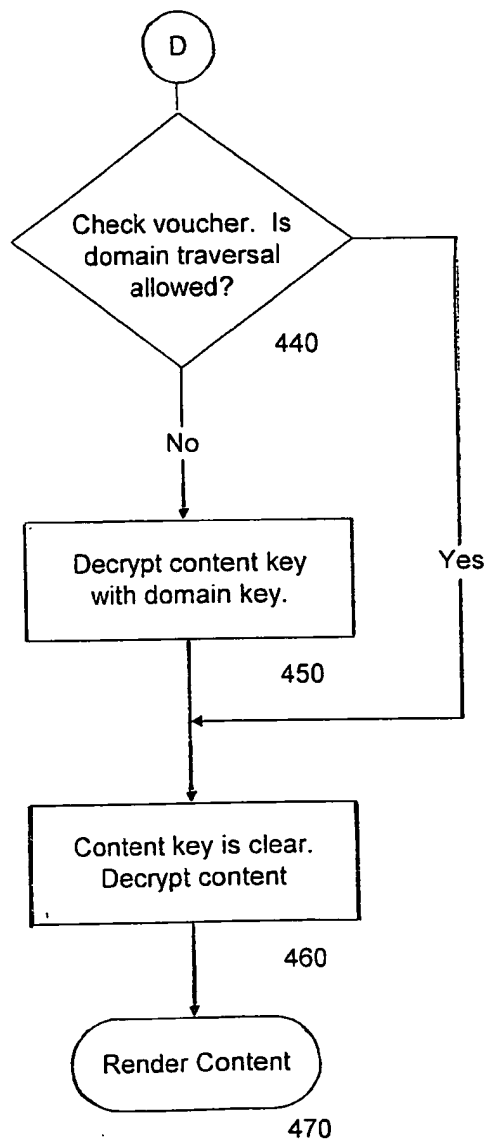 D
Check voucher. Is
domain traversal
allowed?
440
No
Yes
Decrypt content key
with domain key.
450
Content key is clear.
Decrypt content
460
Render Content
470